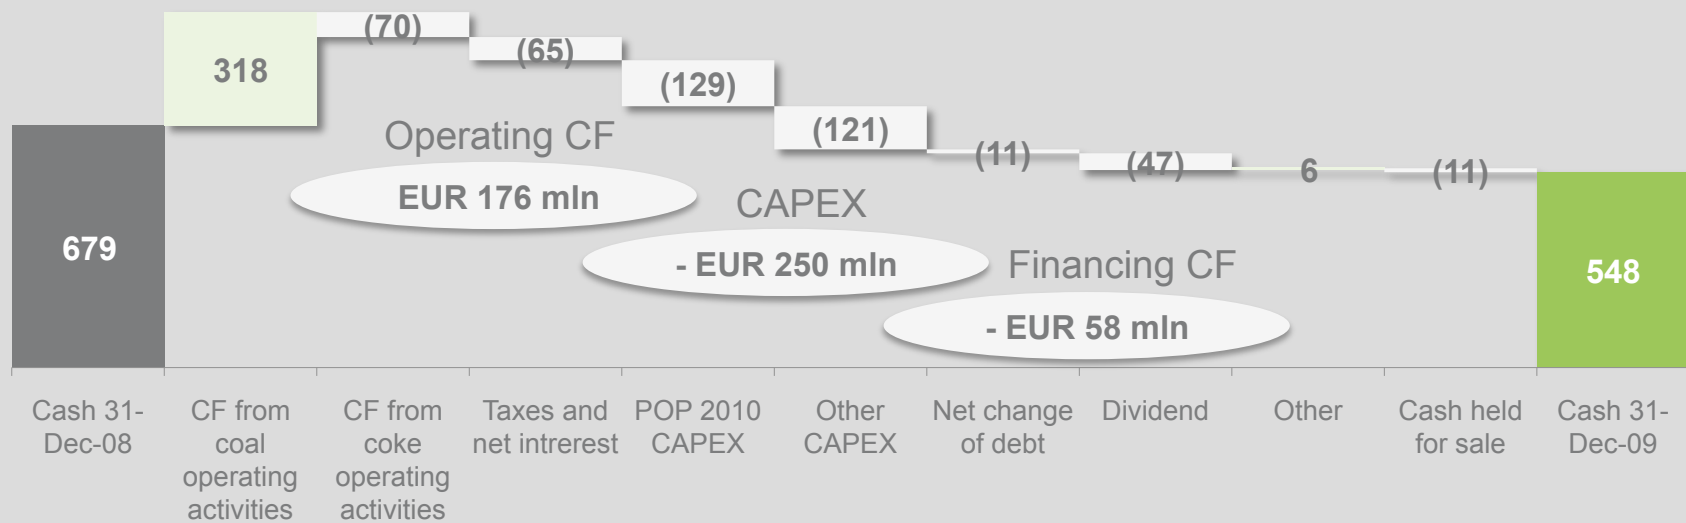 (70)
318
(65)
(129)
(121)
Operating CF
(11)
(47)
6
(11)
EUR 176 mln
CAPEX
679
- EUR 250 mln
Financing CF
548
- EUR 58 mln
Cash 31-
Dec-08
CF from
coal
operating
activities
CF from
coke
operating
activities
Taxes and
net intrerest
POP 2010
CAPEX
Other
CAPEX
Net change
of debt
Dividend
Other
Cash held
for sale
Cash 31-
Dec-09